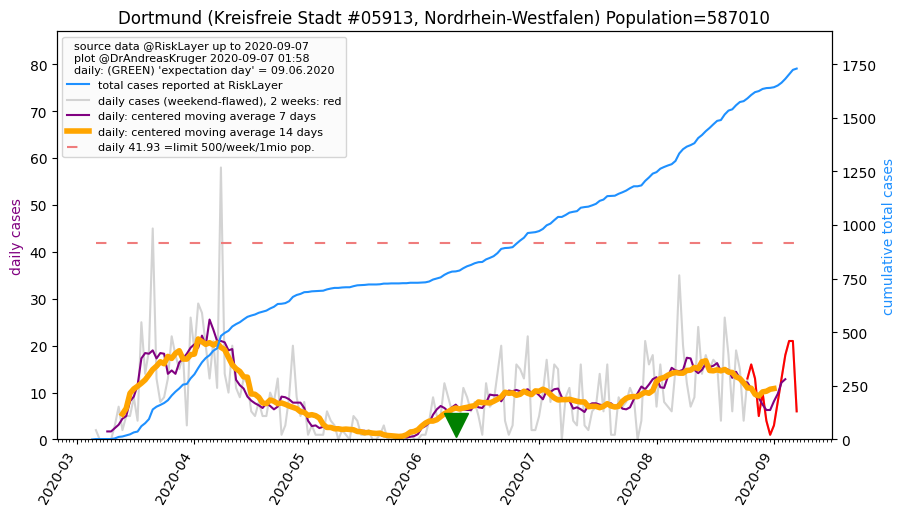 Dortmund (Kreisfreie Stadt #05913, Nordrhein-Westfalen) Population=587010
source data @RiskLayer up to 2020-09-07
plot @DrAndreasKruger 2020-09-07 01:58
daily: (GREEN) 'expectation day' = 09.06.2020
total cases reported at RiskLayer
daily cases (weekend-flawed), 2 weeks: red
daily: centered moving average 7 days
daily: centered moving average 14 days
daily 41.93 =limit 500/week/1mio pop.
daily cases
80
70
60
50
40
30
20
10
0
1750
1500
1250
1000
750
500
250
0
cumulative total cases
2020-03
2020-04
2020-05
2020-06
2020-07
2020-08
2020-09